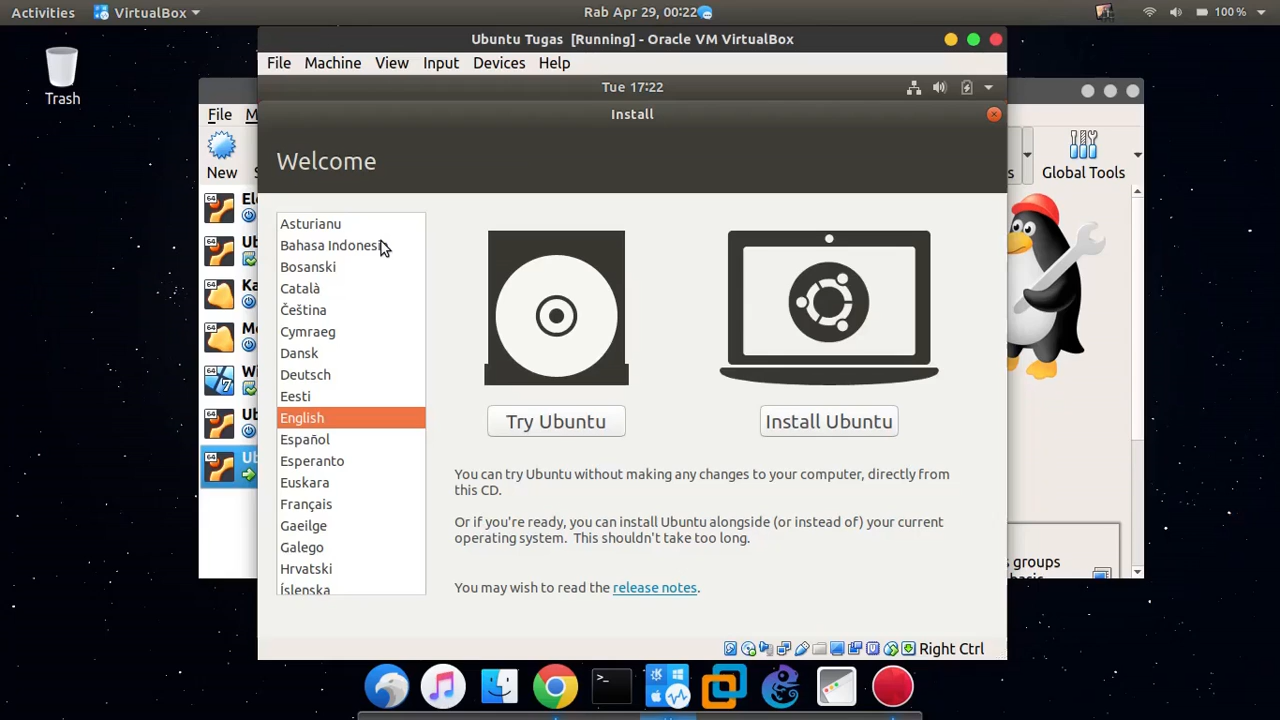 Activities VirtualBox Rab Apr 29, 00:22 100 %
Trash
Ubuntu Tugas [Running] - Oracle VM VirtualBox
File Machine View Input Devices Help
Tue 17:22
Install
File
New
Global Tools
Welcome
Asturianu
Bahasa Indonesi
Bosanski
Català
Čeština
Cymraeg
Dansk
Deutsch
Eesti
English
Español
Esperanto
Euskara
Français
Gaeilge
Galego
Hrvatski
Íslenska
Try Ubuntu
Install Ubuntu
You can try Ubuntu without making any changes to your computer, directly from
this CD.
Or if you're ready, you can install Ubuntu alongside (or instead of) your current
operating system. This shouldn't take too long.
You may wish to read the release notes.
s groups
basic
Right Ctrl